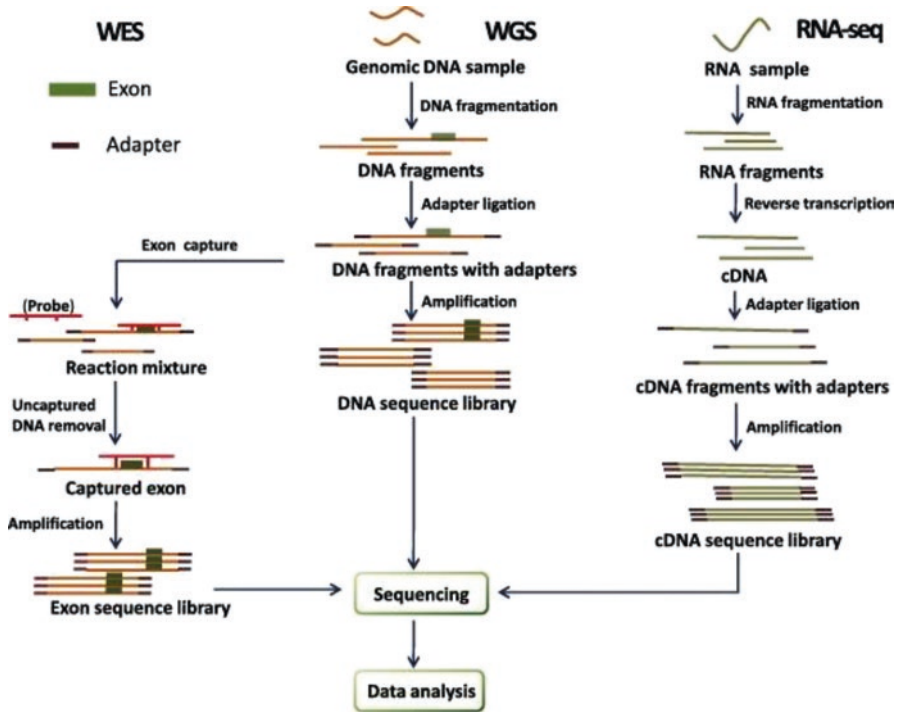 WES
Exon
Adapter
Exon capture
(Probe)
Reaction mixture
Uncaptured
DNA removal
Captured exon
Amplification
Exon sequence library
WGS
Genomic DNA sample
DNA fragmentation
DNA fragments
Adapter ligation
DNA fragments with adapters
Amplification
DNA sequence library
RNA-seq
RNA sample
RNA fragmentation
RNA fragments
Reverse transcription
cDNA
Adapter ligation
cDNA fragments with adapters
Amplification
cDNA sequence library
Sequencing
Data analysis